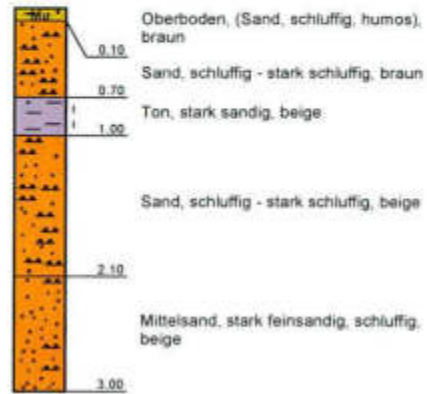 Mu
Oberboden, (Sand, schluffig, humos),
braun
0.10
Sand, schluffig - stark schluffig, braun
0.70
Ton, stark sandig, beige
1.00
Sand, schluffig - stark schluffig, beige
2.10
Mittelsand, stark feinsandig, schluffig,
beige
3.00